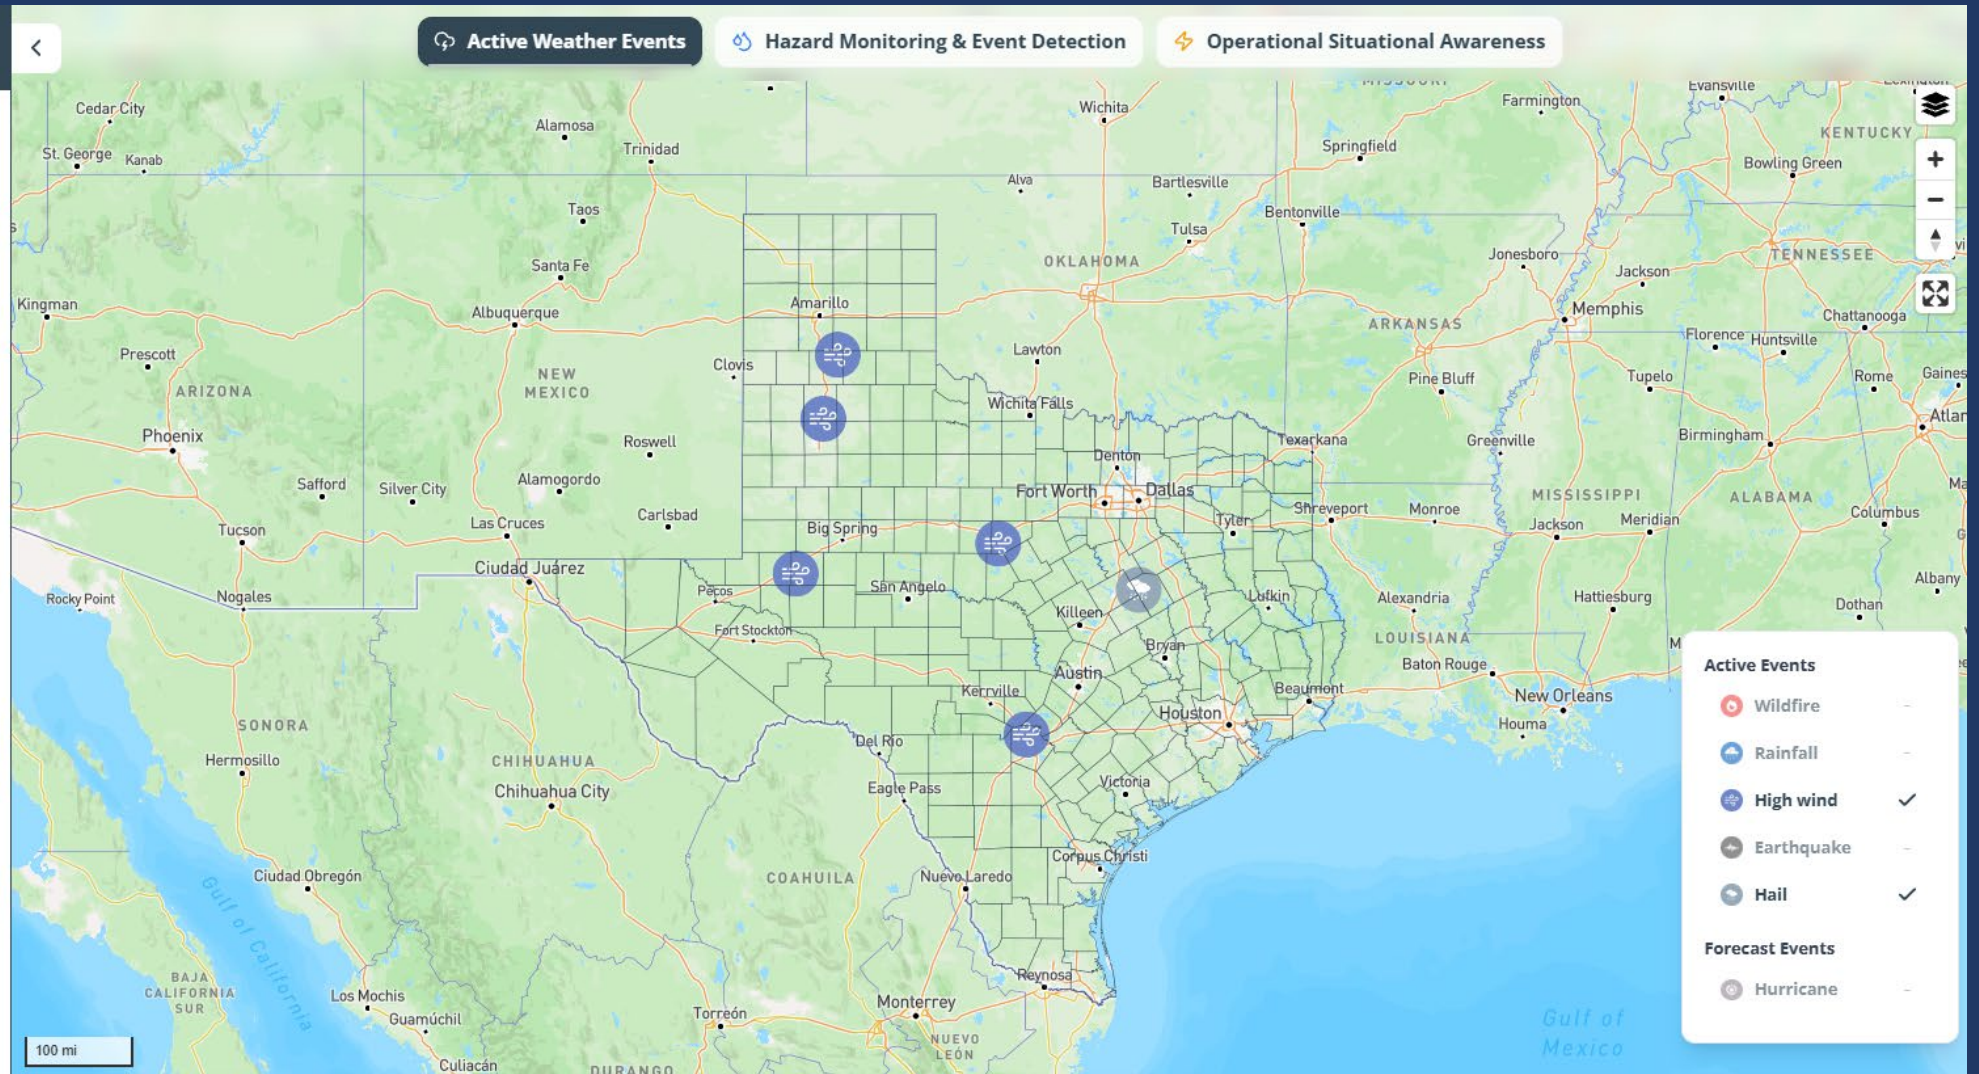 Active Weather Events
Hazard Monitoring & Event Detection
Operational Situational Awareness
MISSOURI
Evansville
Lexington
Cedar City
Wichita
Farmington
Alamosa
KENTUCKY
St. George
Kanab
Trinidad
Springfield
Bowling Green
Alva
Bartlesville
Taos
Bentonville
Tulsa
OKLAHOMA
Jonesboro
TENNESSEE
Santa Fe
Jackson
Kingman
Albuquerque
Amarillo
Memphis
Chattanooga
ARKANSAS
Florence
Huntsville
Prescott
Clovis
Lawton
NEW
MEXICO
ARIZONA
Pine Bluff
Tupelo
Rome
Gaines
Wichita Falls
Phoenix
Roswell
Texarkana
Greenville
Birmingham
Atlan
Denton
Safford
Silver City
Alamogordo
Fort Worth
Dallas
MISSISSIPPI
ALABAMA
Ma
Tucson
Las Cruces
Carlsbad
Big Spring
Tyler
Shreveport
Monroe
Jackson
Meridian
Columbus
Ciudad Juárez
Albany
Rocky Point
Nogales
Pecos
San Angelo
Killeen
Lufkin
Alexandria
Hattiesburg
Dothan
Fort Stockton
Bryan
LOUISIANA
M
Baton Rouge
Austin
Kerrville
Beaumont
New Orleans
Houston
Houma
SONORA
Del Rio
Hermosillo
CHIHUAHUA
Chihuahua City
Eagle Pass
Victoria
Corpus Christi
Ciudad Obregón
COAHUILA
Nuevo Laredo
Gulf of California
BAJA
CALIFORNIA
SUR
Los Mochis
Guamúchil
Reynosa
Monterrey
Torreón
NUEVO
LEÓN
Culiacán
DURANGO
Gulf of
Mexico
100 mi
Active Events
Wildfire –
Rainfall –
High wind
Earthquake –
Hail
Forecast Events
Hurricane –